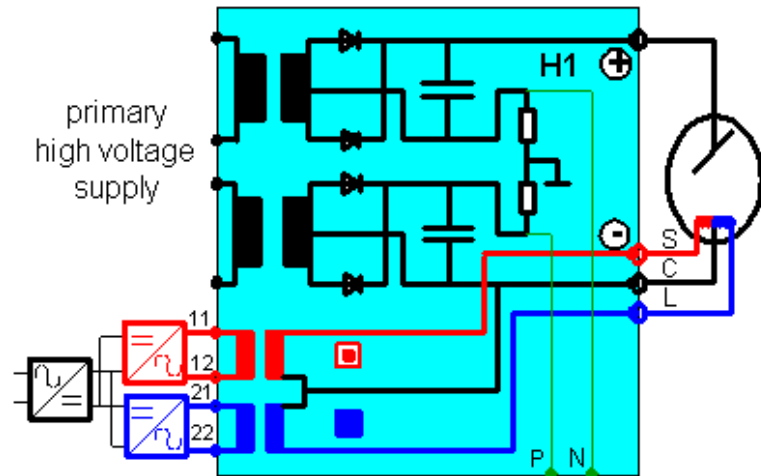 primary
high voltage
supply
H1
+
-
S
C
L
11
12
21
22
P N